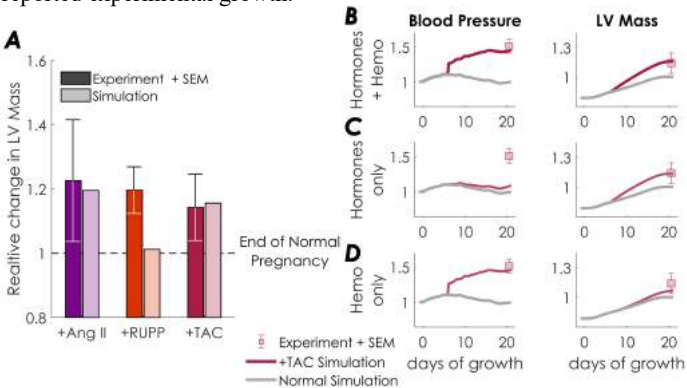 reported experimental growth.
A
Realtive change in LV Mass
1.6
1.4
1.2
1
0.8
Experiment + SEM
Simulation
End of Normal
Pregnancy
+Ang II
+RUPP
+TAC
B
Blood Pressure
LV Mass
Hormones
+ Hemo
1.5
1
0
10
20
1.3
1
0
10
20
C
Hormones
only
1.5
1
0
10
20
1.3
1
0
10
20
D
Hemo
only
1.5
1
0
10
20
1.3
1
0
10
20
days of growth
days of growth
Experiment + SEM
+TAC Simulation
Normal Simulation